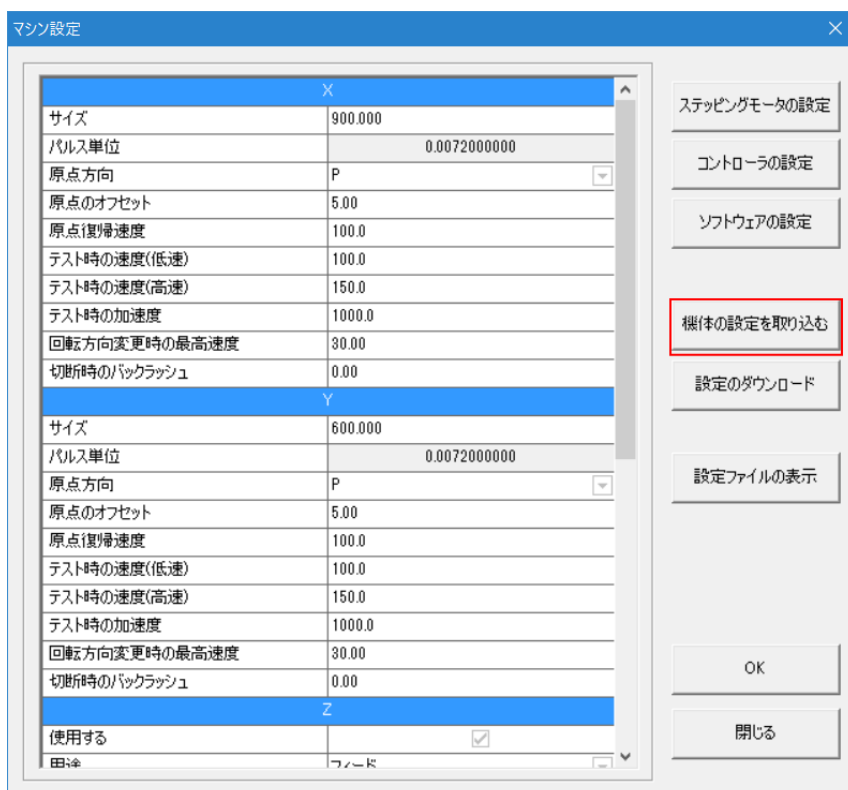 マシン設定
X
サイズ 900.000
パルス単位 0.0072000000
原点方向 P
原点のオフセット 5.00
原点復帰速度 100.0
テスト時の速度(低速) 100.0
テスト時の速度(高速) 150.0
テスト時の加速度 1000.0
回転方向変更時の最高速度 30.00
切断時のバックラッシュ 0.00
Y
サイズ 600.000
パルス単位 0.0072000000
原点方向 P
原点のオフセット 5.00
原点復帰速度 100.0
テスト時の速度(低速) 100.0
テスト時の速度(高速) 150.0
テスト時の加速度 1000.0
回転方向変更時の最高速度 30.00
切断時のバックラッシュ 0.00
Z
使用する
用途 フィード
ステッピングモータの設定
コントローラの設定
ソフトウェアの設定
機体の設定を取り込む
設定のダウンロード
設定ファイルの表示
OK
閉じる